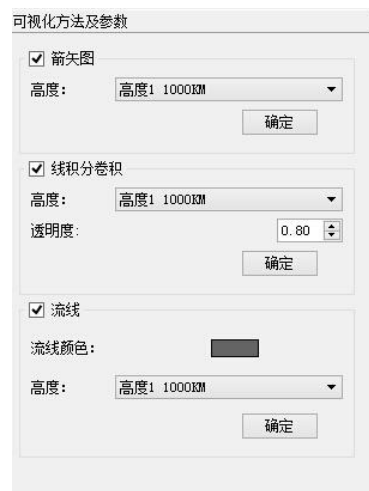 可视化方法及参数
箭矢图
高度: 高度1 1000KM
确定
线积分卷积
高度: 高度1 1000KM
透明度: 0.80
确定
流线
流线颜色:
高度: 高度1 1000KM
确定